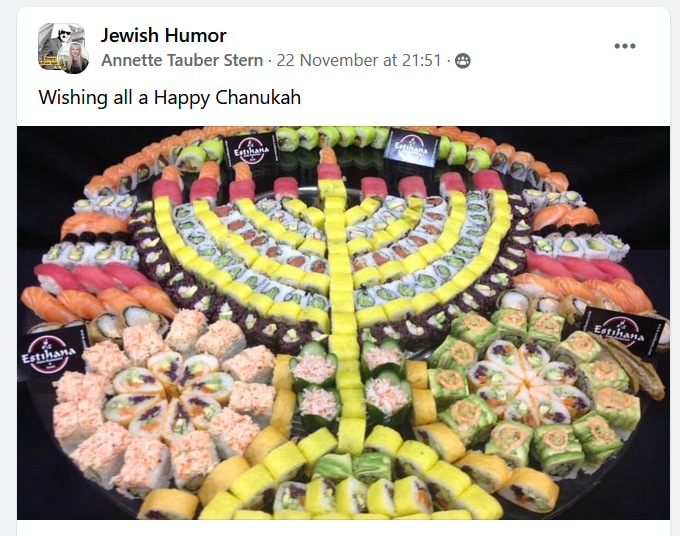 Jewish Humor
Annette Tauber Stern · 22 November at 21:51 ·
Wishing all a Happy Chanukah
Estihana
Estihana
Estihana
Estihana